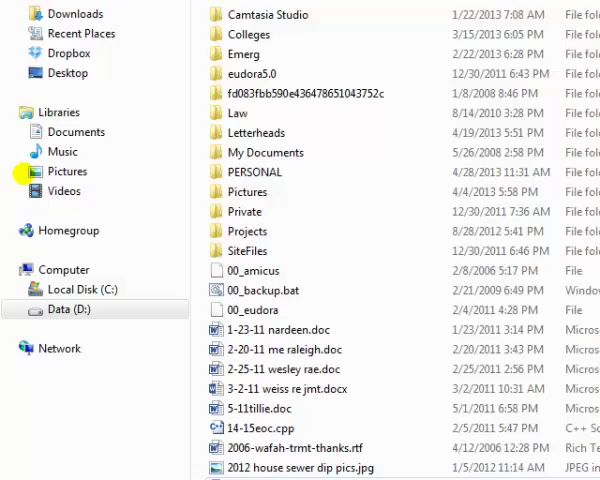 Downloads
Recent Places
Dropbox
Desktop
Libraries
Documents
Music
Pictures
Videos
Homegroup
Computer
Local Disk (C:)
Data (D:)
Network
Camtasia Studio 1/22/2013 7:08 AM File fol
Colleges 3/15/2013 6:05 PM File fol
Emerg 2/22/2013 6:28 PM File fol
eudora5.0 12/30/2011 6:43 PM File fol
fd083fbb590e436478651043752c 1/8/2008 8:46 PM File fol
Law 8/14/2010 3:28 PM File fol
Letterheads 4/19/2013 5:51 PM File fol
My Documents 5/26/2008 2:58 PM File fol
PERSONAL 4/28/2013 11:31 AM File fol
Pictures 4/4/2013 5:58 PM File fol
Private 12/30/2011 7:36 AM File fol
Projects 8/28/2012 5:41 PM File fol
SiteFiles 12/30/2011 6:46 PM File fol
00_amicus 2/8/2006 5:17 PM File
00_backup.bat 2/21/2009 6:49 PM Window
00_eudora 2/4/2011 4:28 PM File
1-23-11 nardeen.doc 1/23/2011 3:14 PM Micros
2-20-11 me raleigh.doc 2/20/2011 3:43 PM Micros
2-25-11 wesley rae.doc 2/25/2011 2:56 PM Micros
3-2-11 weiss re jmt.docx 3/2/2011 10:31 AM Micros
5-11tillie.doc 5/1/2011 6:58 PM Micros
14-15eoc.cpp 2/5/2011 5:47 PM C++ So
2006-wafah-trmt-thanks.rtf 4/12/2006 12:28 PM Rich Te
2012 house sewer dip pics.jpg 1/5/2012 11:14 AM JPEG in